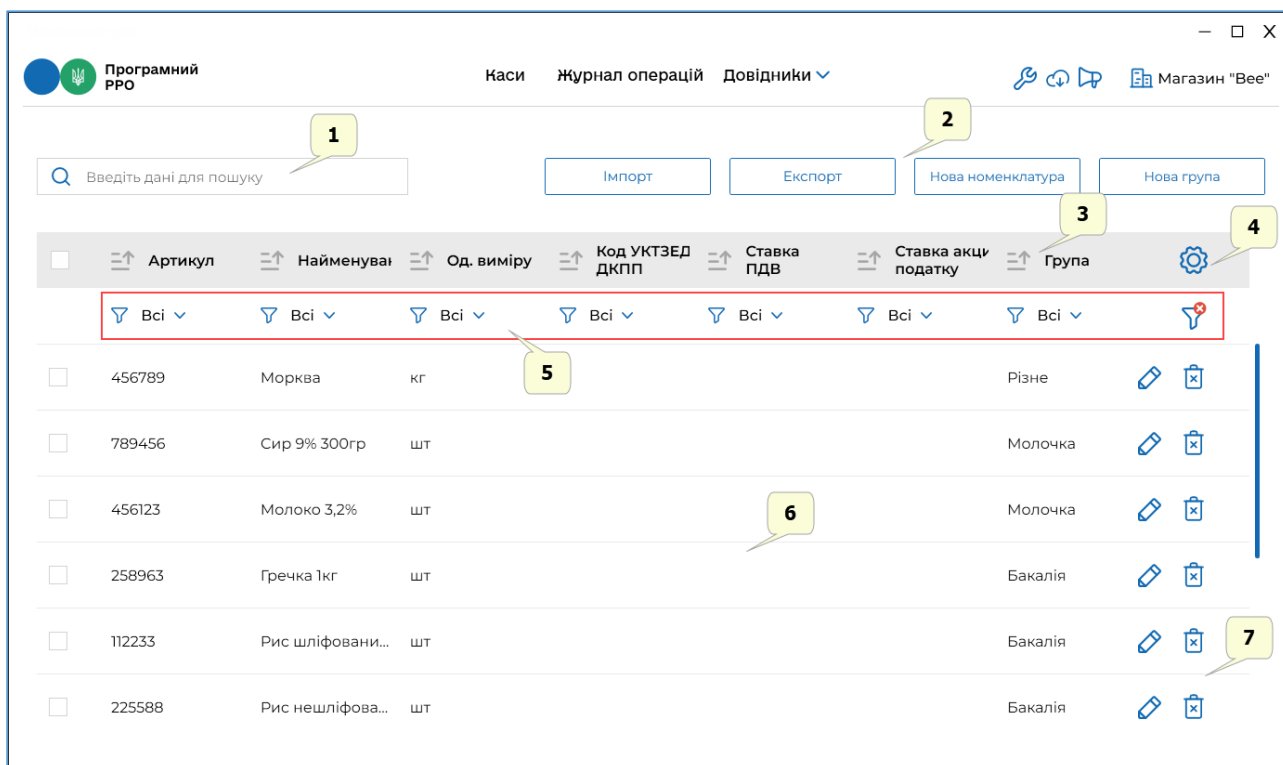 Програмний
РРО
Каси Журнал операцій Довідники
Магазин "Bee"
1
2
Введіть дані для пошуку
Імпорт Експорт Нова номенклатура Нова група
3
4
Артикул Найменуван Од. виміру Код УКТЗЕД Ставка Ставка акци Група
ДКПП ПДВ податку
Всі Всі Всі Всі Всі Всі Всі
5
456789 Морква кг Різне
789456 Сир 9% 300гр шт Молочка
456123 Молоко 3,2% шт Молочка
6
258963 Гречка 1кг шт Бакалія
112233 Рис шліфовани... шт Бакалія
7
225588 Рис нешліфова... шт Бакалія